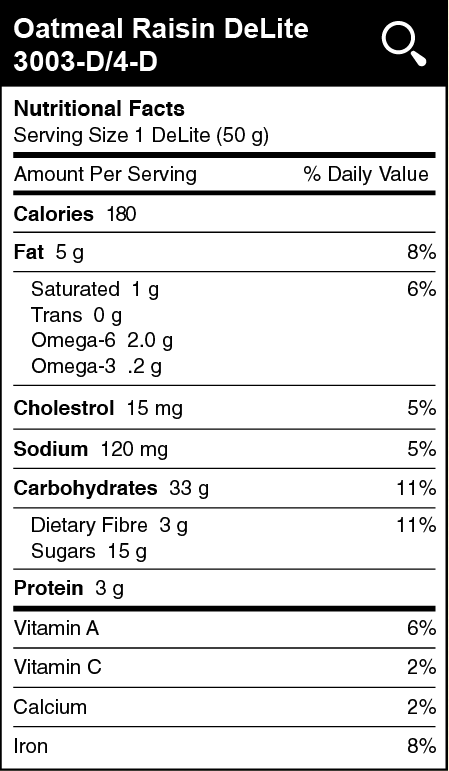 Oatmeal Raisin DeLite
3003-D/4-D
Nutritional Facts
Serving Size 1 DeLite (50 g)
Amount Per Serving % Daily Value
Calories 180
Fat 5 g 8%
Saturated 1 g 6%
Trans 0 g
Omega-6 2.0 g
Omega-3 .2 g
Cholestrol 15 mg 5%
Sodium 120 mg 5%
Carbohydrates 33 g 11%
Dietary Fibre 3 g 11%
Sugars 15 g
Protein 3 g
Vitamin A 6%
Vitamin C 2%
Calcium 2%
Iron 8%